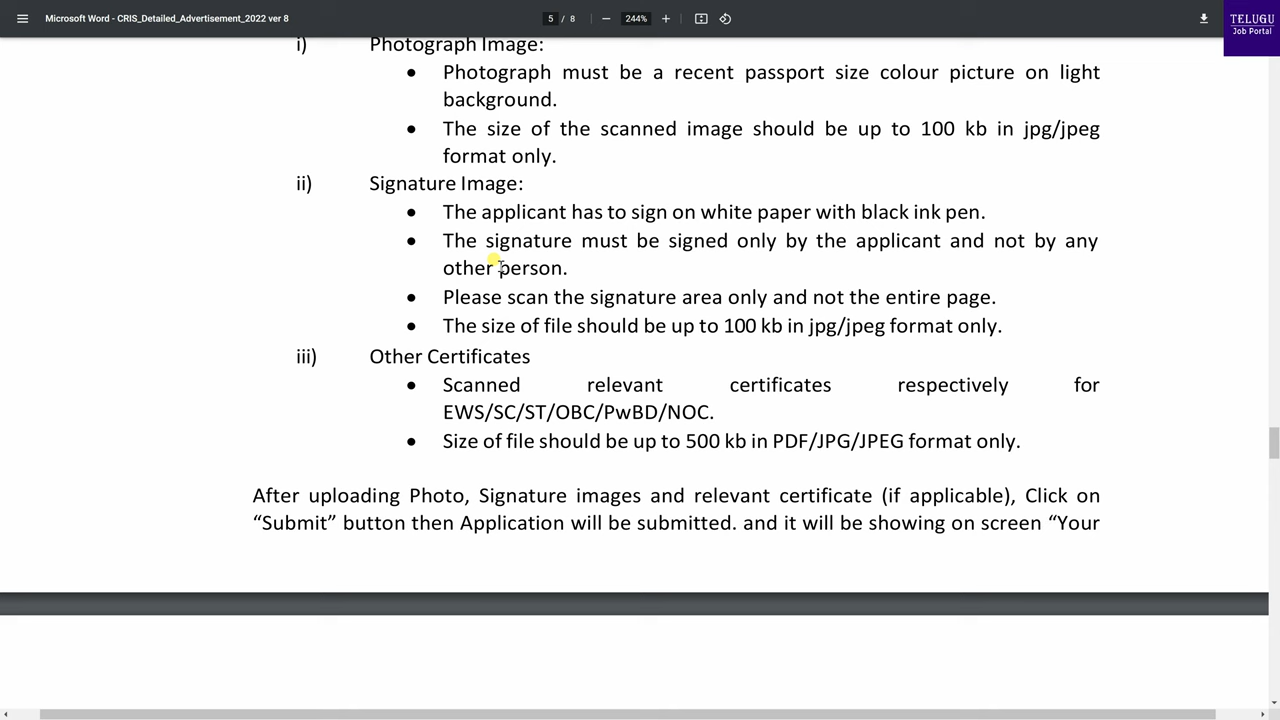 Microsoft Word - CRIS_Detailed_Advertisement_2022 ver 8
5 / 8
244%
TELUGU
Job Portal
i) Photograph Image:
• Photograph must be a recent passport size colour picture on light
background.
• The size of the scanned image should be up to 100 kb in jpg/jpeg
format only.
ii) Signature Image:
• The applicant has to sign on white paper with black ink pen.
• The signature must be signed only by the applicant and not by any
other person.
• Please scan the signature area only and not the entire page.
• The size of file should be up to 100 kb in jpg/jpeg format only.
iii) Other Certificates
• Scanned relevant certificates respectively for
EWS/SC/ST/OBC/PwBD/NOC.
• Size of file should be up to 500 kb in PDF/JPG/JPEG format only.
After uploading Photo, Signature images and relevant certificate (if applicable), Click on
“Submit” button then Application will be submitted. and it will be showing on screen “Your